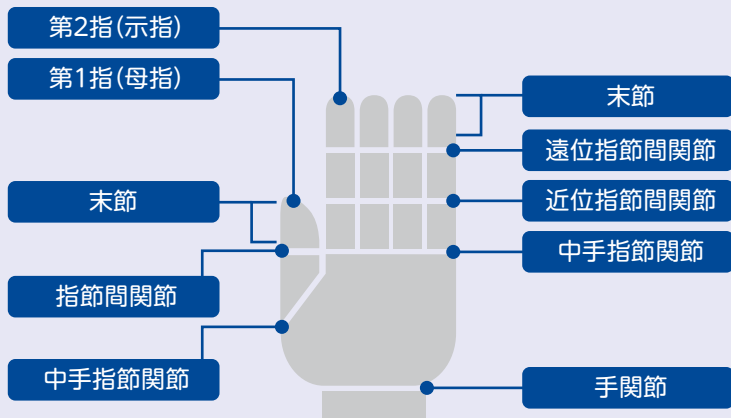 第2指(示指)
第1指(母指)
末節
指節間関節
中手指節関節
末節
遠位指節間関節
近位指節間関節
中手指節関節
手関節